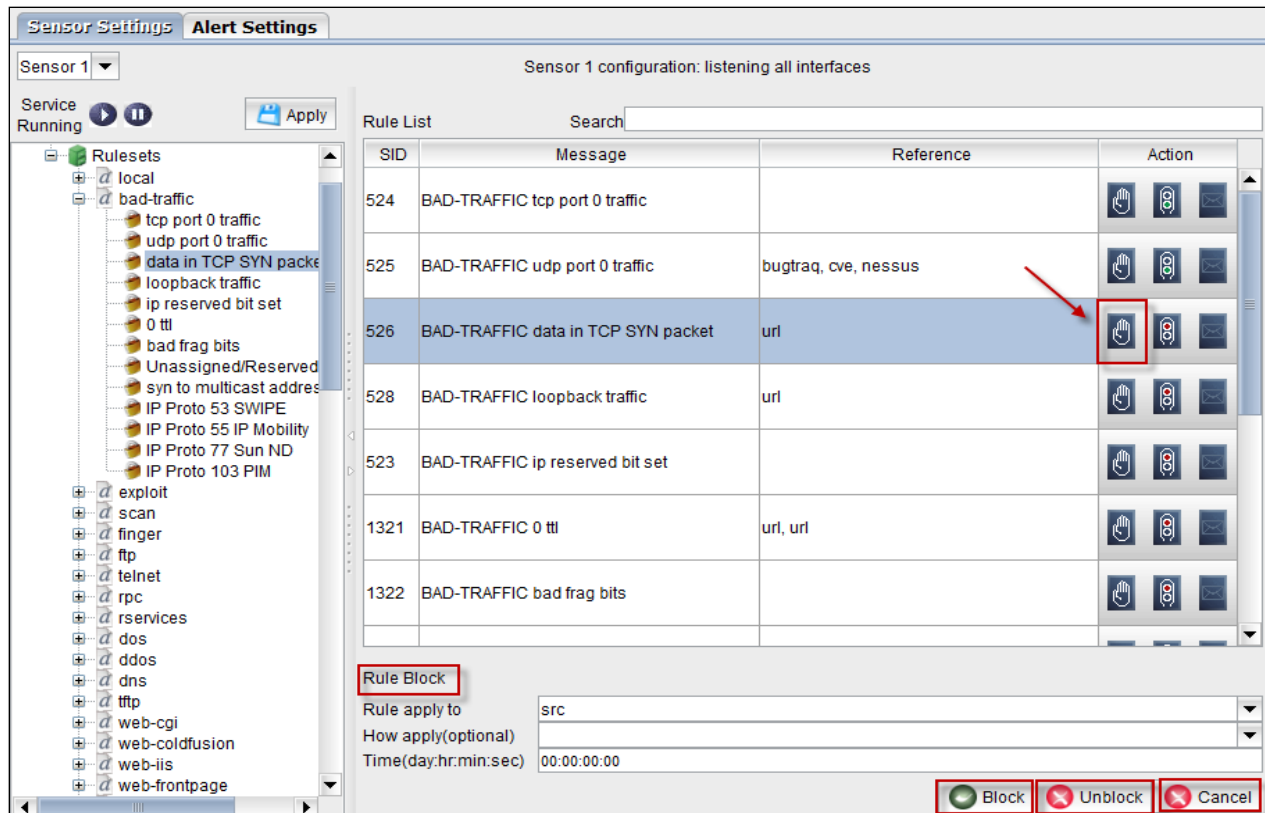 Sensor Settings Alert Settings
Sensor 1
Sensor 1 configuration: listening all interfaces
Service
Running
Apply
Rulesets
local
bad-traffic
tcp port 0 traffic
udp port 0 traffic
data in TCP SYN packe
loopback traffic
ip reserved bit set
0 ttl
bad frag bits
Unassigned/Reserved
syn to multicast addres
IP Proto 53 SWIPE
IP Proto 55 IP Mobility
IP Proto 77 Sun ND
IP Proto 103 PIM
exploit
scan
finger
ftp
telnet
rpc
rservices
dos
ddos
dns
tftp
web-cgi
web-coldfusion
web-iis
web-frontpage
Rule List Search
SID Message Reference Action
524 BAD-TRAFFIC tcp port 0 traffic
525 BAD-TRAFFIC udp port 0 traffic bugtraq, cve, nessus
526 BAD-TRAFFIC data in TCP SYN packet url
528 BAD-TRAFFIC loopback traffic url
523 BAD-TRAFFIC ip reserved bit set
1321 BAD-TRAFFIC 0 ttl url, url
1322 BAD-TRAFFIC bad frag bits
Rule Block
Rule apply to src
How apply(optional)
Time(day:hr:min:sec) 00:00:00:00
Block Unblock Cancel